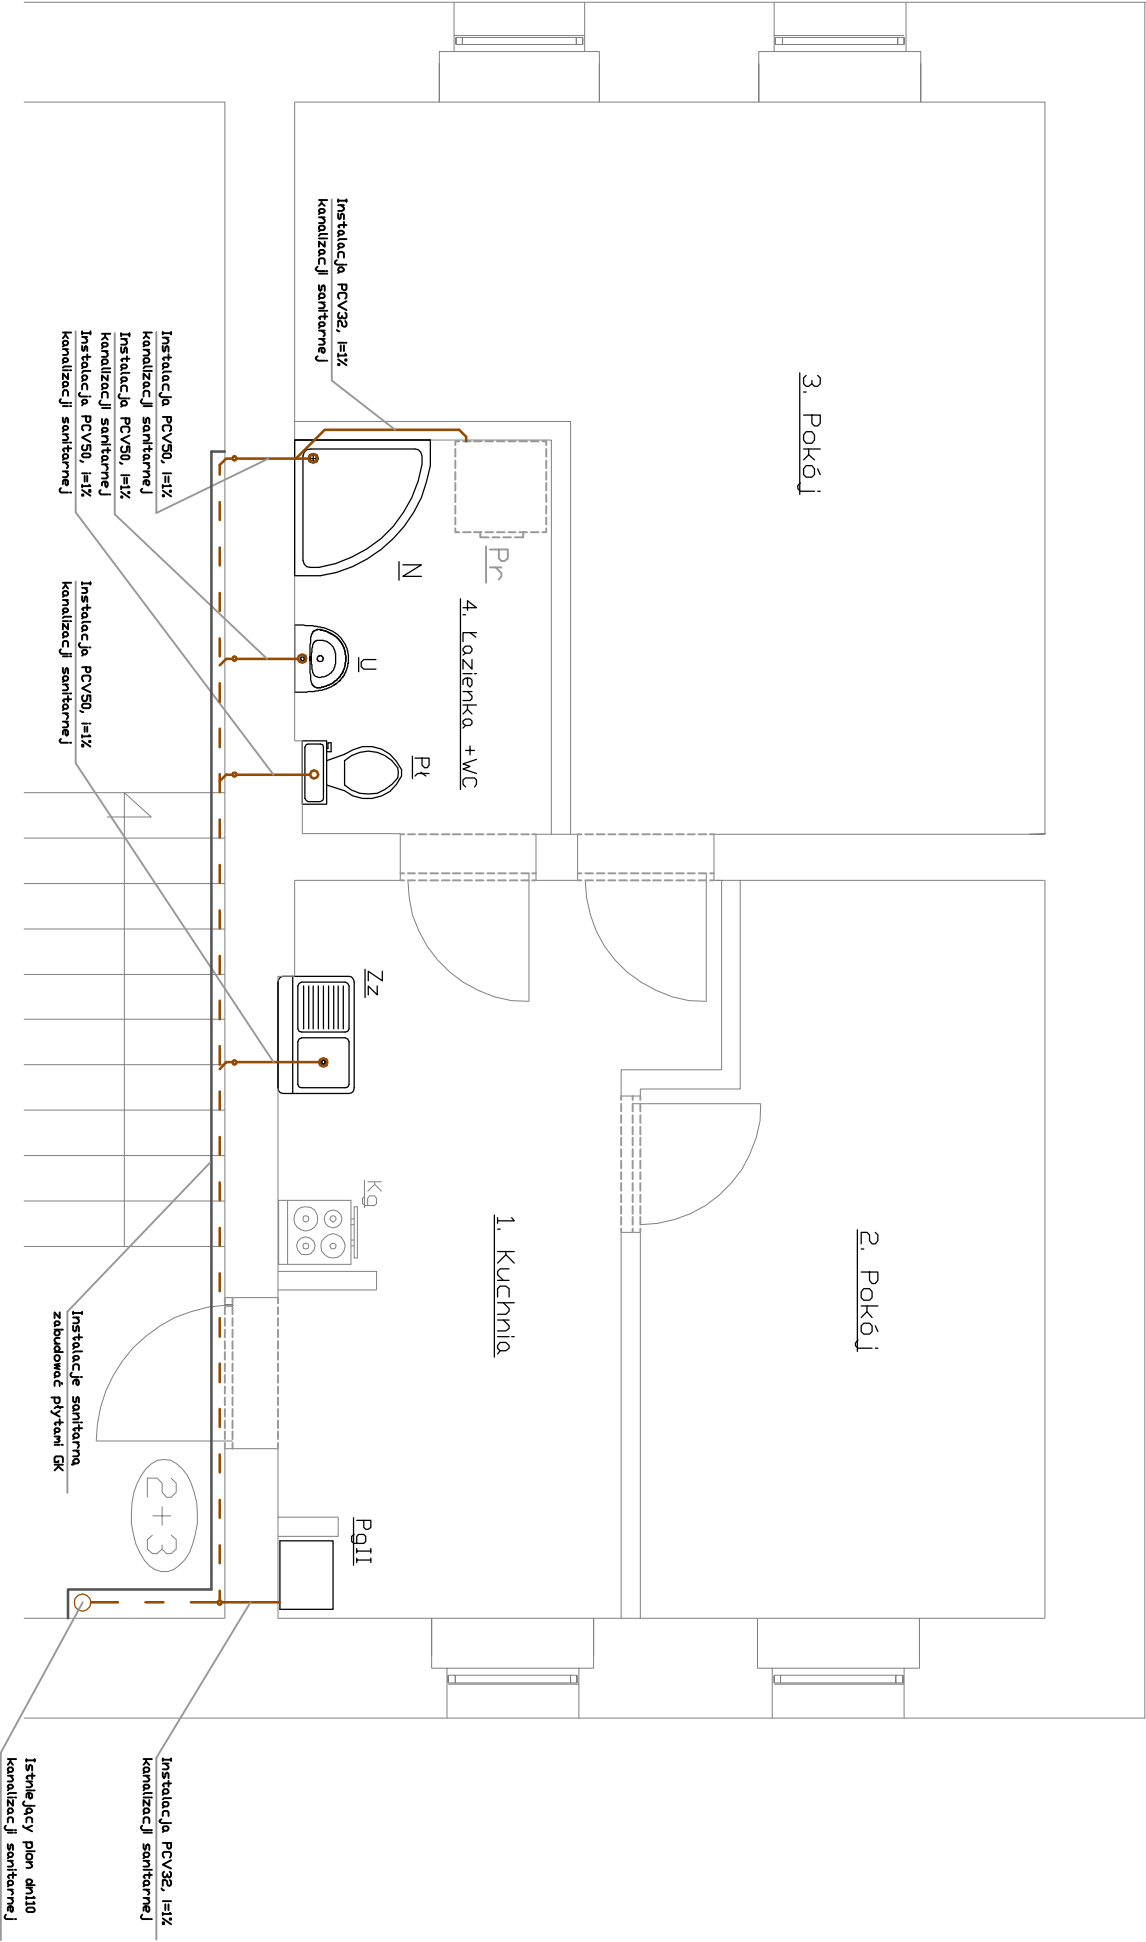 3. Pokój
2. Pokój
4. Łazienka +WC
1. Kuchnia
Pr
N
U
Pł
Zz
kg
PgII
2+3
Instalacja PCV32, i=1%
kanalizacji sanitarnej
Instalacja PCV50, i=1%
kanalizacji sanitarnej
Instalacja PCV50, i=1%
kanalizacji sanitarnej
Instalacja PCV50, i=1%
kanalizacji sanitarnej
Instalacja PCV50, i=1%
kanalizacji sanitarnej
Instalacje sanitarna
zabudować płytami GK
Instalacja PCV32, i=1%
kanalizacji sanitarnej
Istniejący pion dn110
kanalizacji sanitarnej